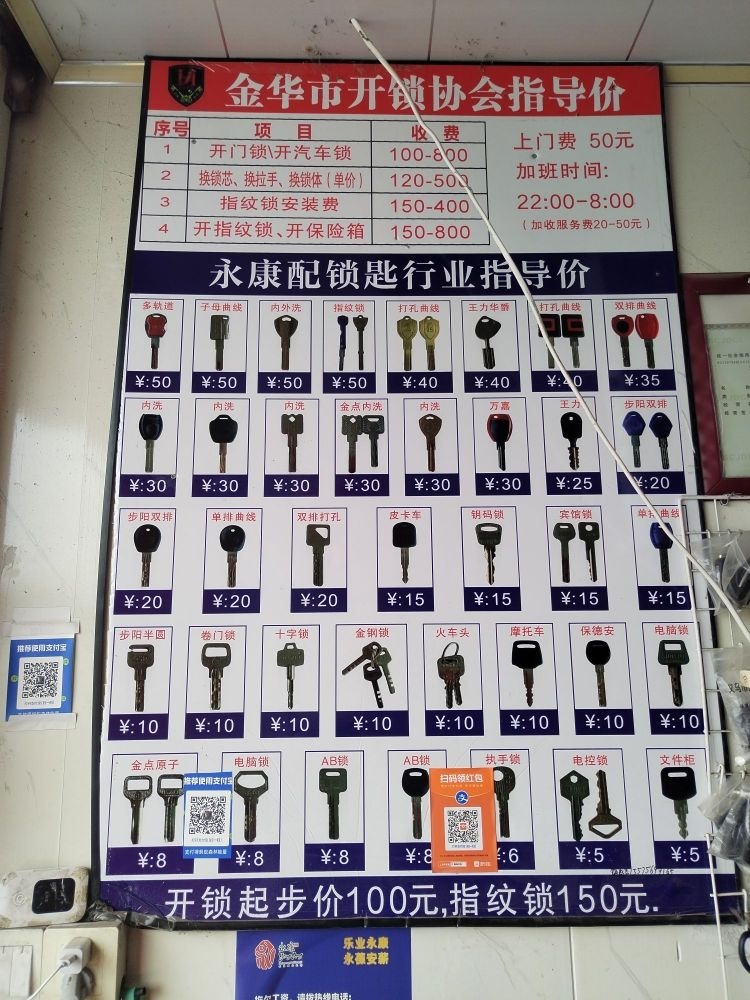 金华市开锁协会指导价
序号 项目 收费
1 开门锁\开汽车锁 100-800
2 换锁芯、换拉手、换锁体(单价) 120-500
3 指纹锁安装费 150-400
4 开指纹锁、开保险箱 150-800
上门费 50元
加班时间:
22:00-8:00
(加收服务费20-50元)
永康配锁匙行业指导价
多轨道 子母曲线 内外洗 指纹锁 打孔曲线 王力华爵 打孔曲线 双排曲线
¥:50 ¥:50 ¥:50 ¥:50 ¥:40 ¥:40 ¥:40 ¥:35
内洗 内洗 内洗 金点内洗 内洗 万嘉 王力 步阳双排
¥:30 ¥:30 ¥:30 ¥:30 ¥:30 ¥:30 ¥:25 ¥:20
步阳双排 单排曲线 双排打孔 皮卡车 钥码锁 宾馆锁 单排曲线
¥:20 ¥:20 ¥:20 ¥:15 ¥:15 ¥:15 ¥:15
步阳半圆 卷门锁 十字锁 金钢锁 火车头 摩托车 保德安 电脑锁
¥:10 ¥:10 ¥:10 ¥:10 ¥:10 ¥:10 ¥:10 ¥:10
金点原子 电脑锁 AB锁 AB锁 执手锁 电控锁 文件柜
¥:8 ¥:8 ¥:8 ¥:8 :6 ¥:5 ¥:5
推荐使用支付宝
推荐使用支付宝
扫码领红包
开锁起步价100元,指纹锁150元.
乐业永康
永葆安薪